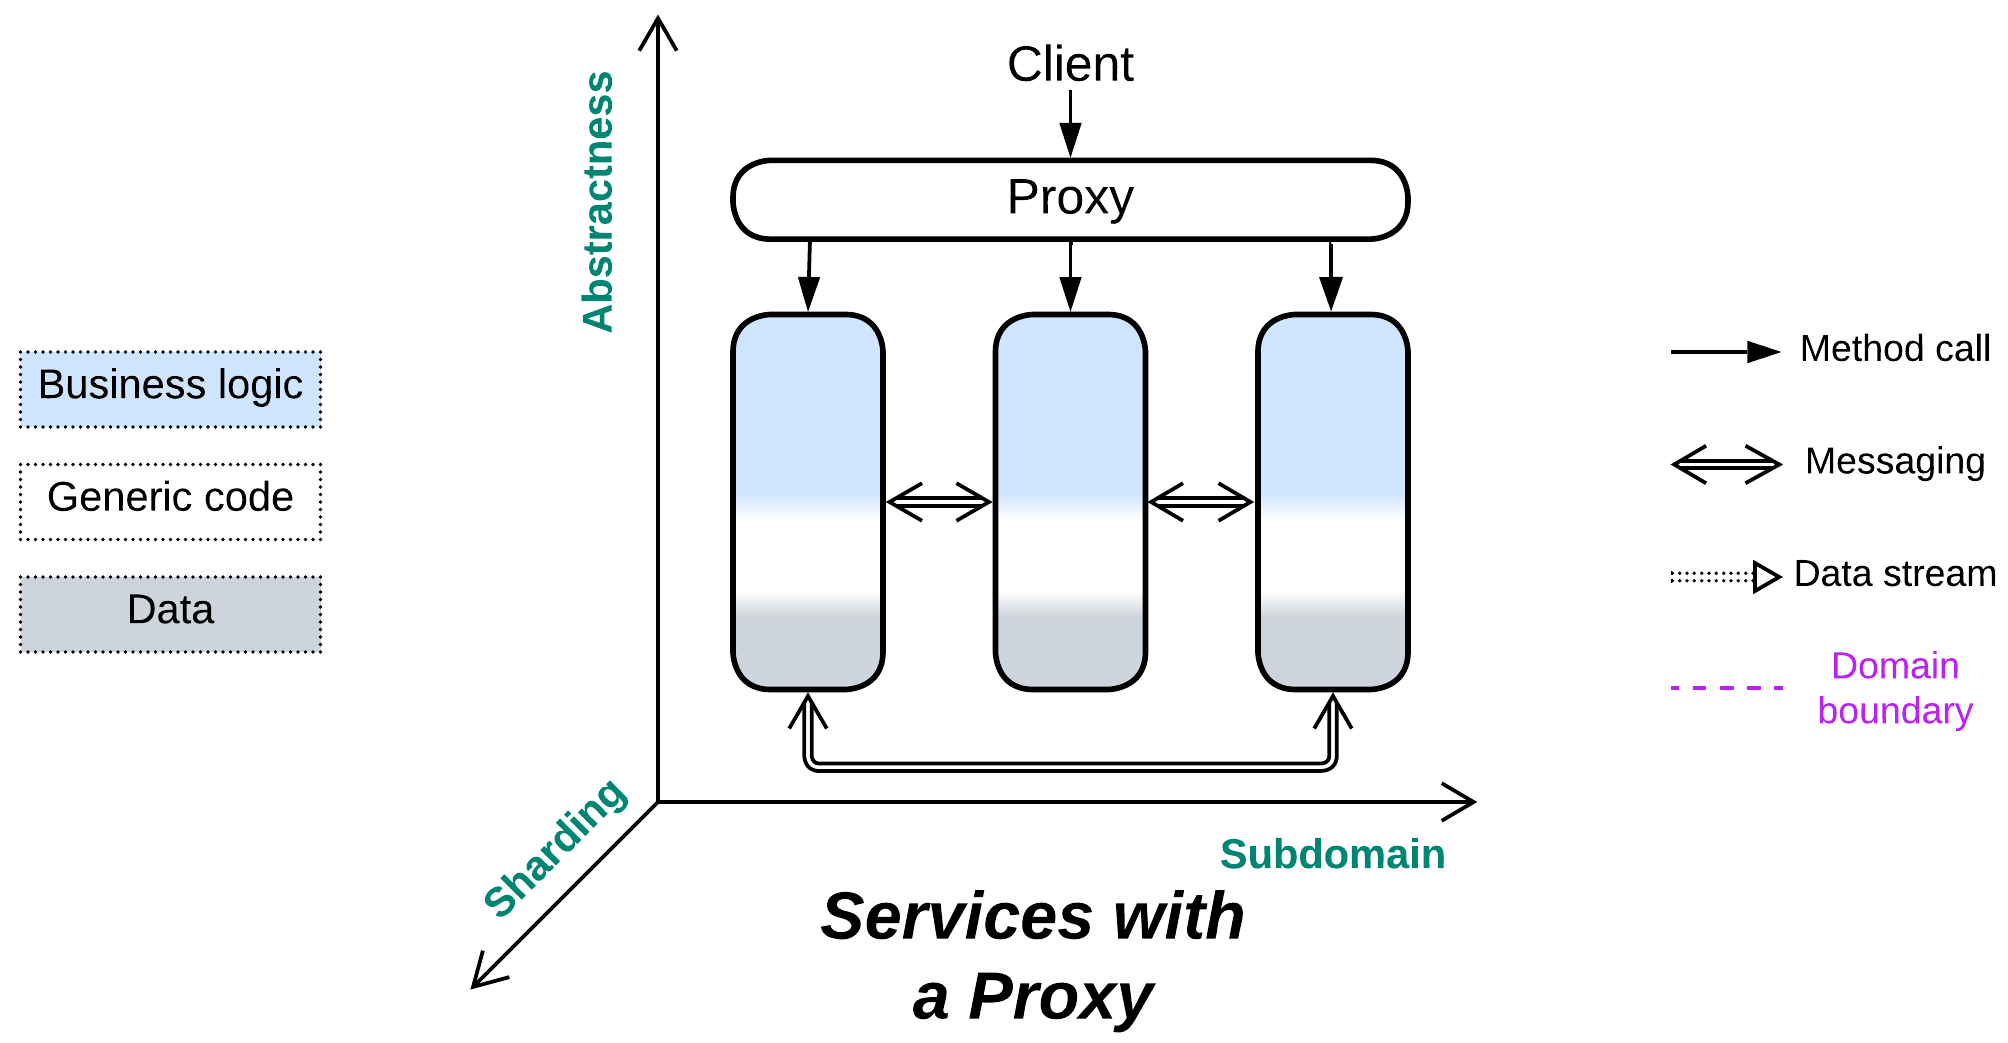 Client
Proxy
Abstractness
Business logic
Generic code
Data
Method call
Messaging
Data stream
Domain
boundary
Sharding
Subdomain
Services with
a Proxy